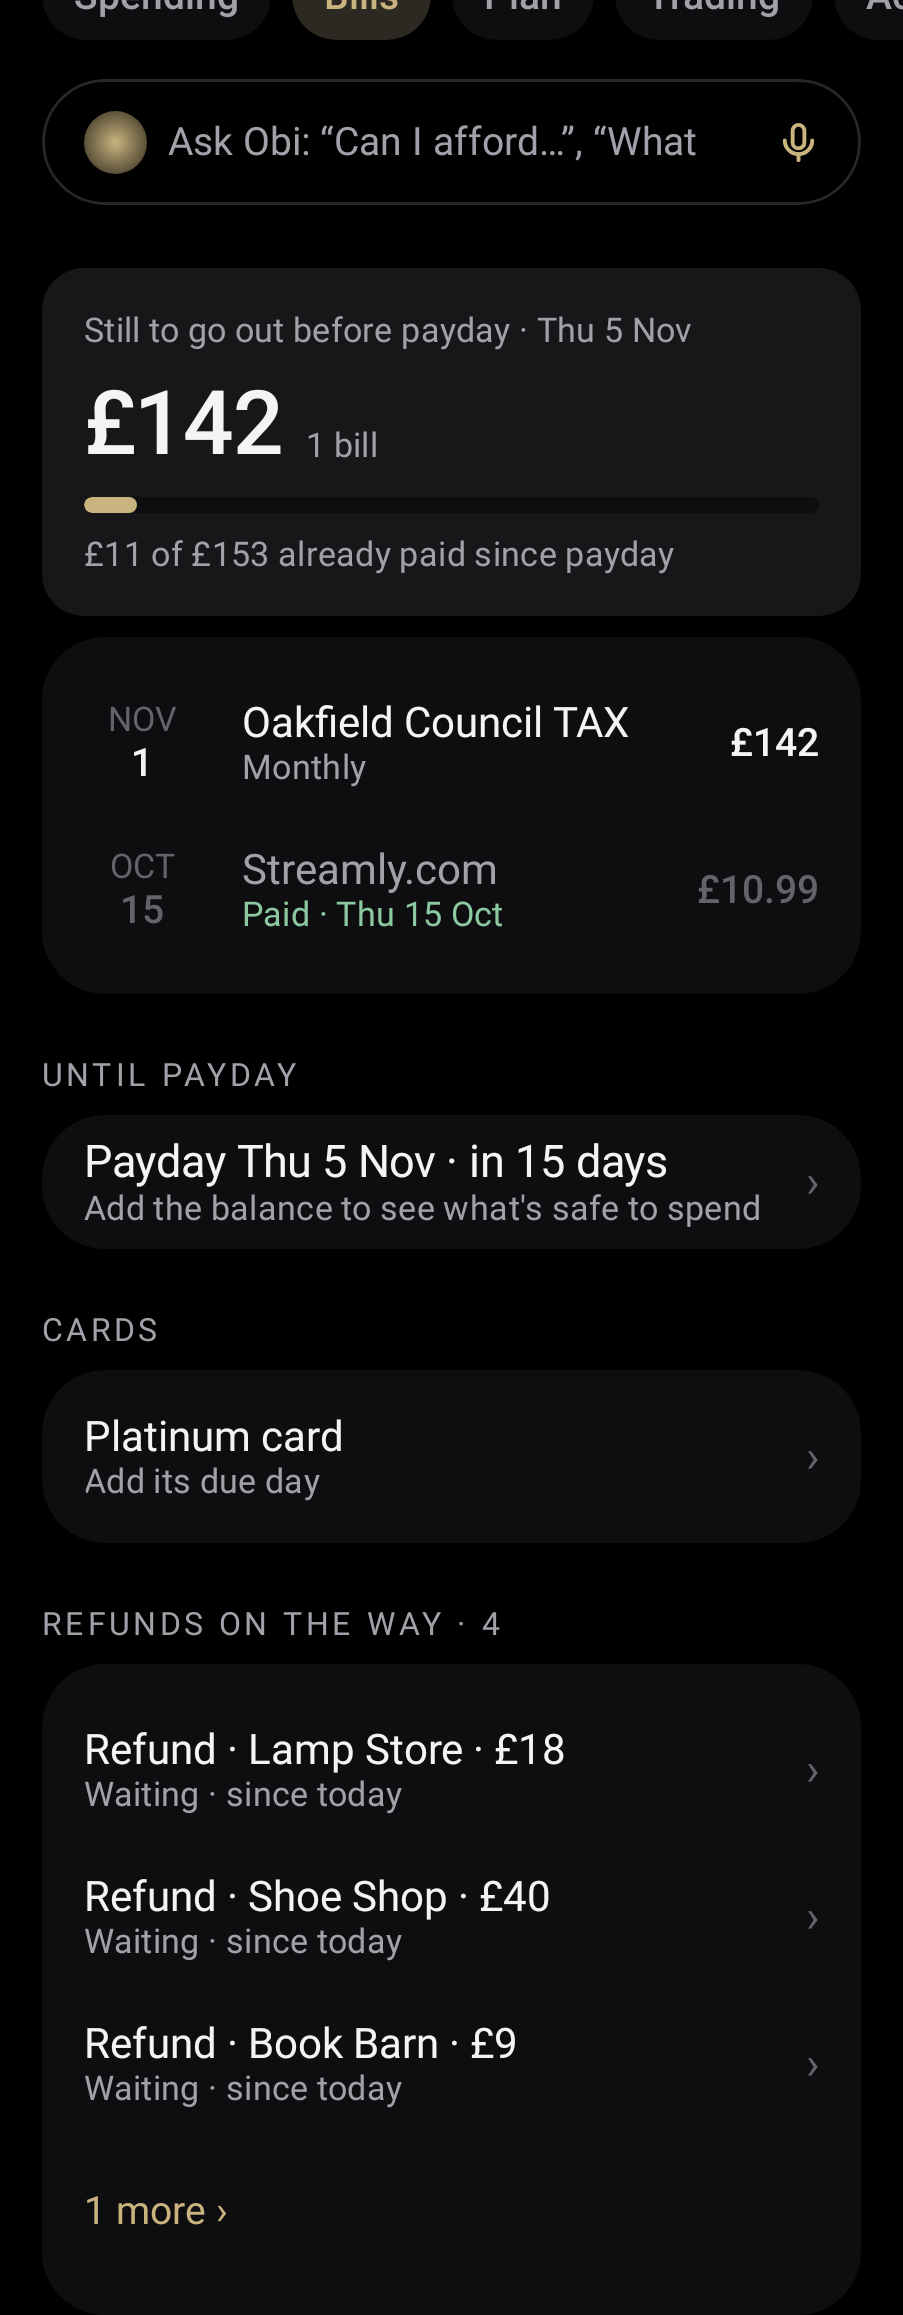 Spending Bills Plan Trading
Ask Obi: “Can I afford…”, “What
Still to go out before payday · Thu 5 Nov
£142 1 bill
£11 of £153 already paid since payday
NOV
1
Oakfield Council TAX
Monthly
£142
OCT
15
Streamly.com
Paid · Thu 15 Oct
£10.99
UNTIL PAYDAY
Payday Thu 5 Nov · in 15 days
Add the balance to see what's safe to spend
›
CARDS
Platinum card
Add its due day
›
REFUNDS ON THE WAY · 4
Refund · Lamp Store · £18
Waiting · since today
›
Refund · Shoe Shop · £40
Waiting · since today
›
Refund · Book Barn · £9
Waiting · since today
›
1 more ›